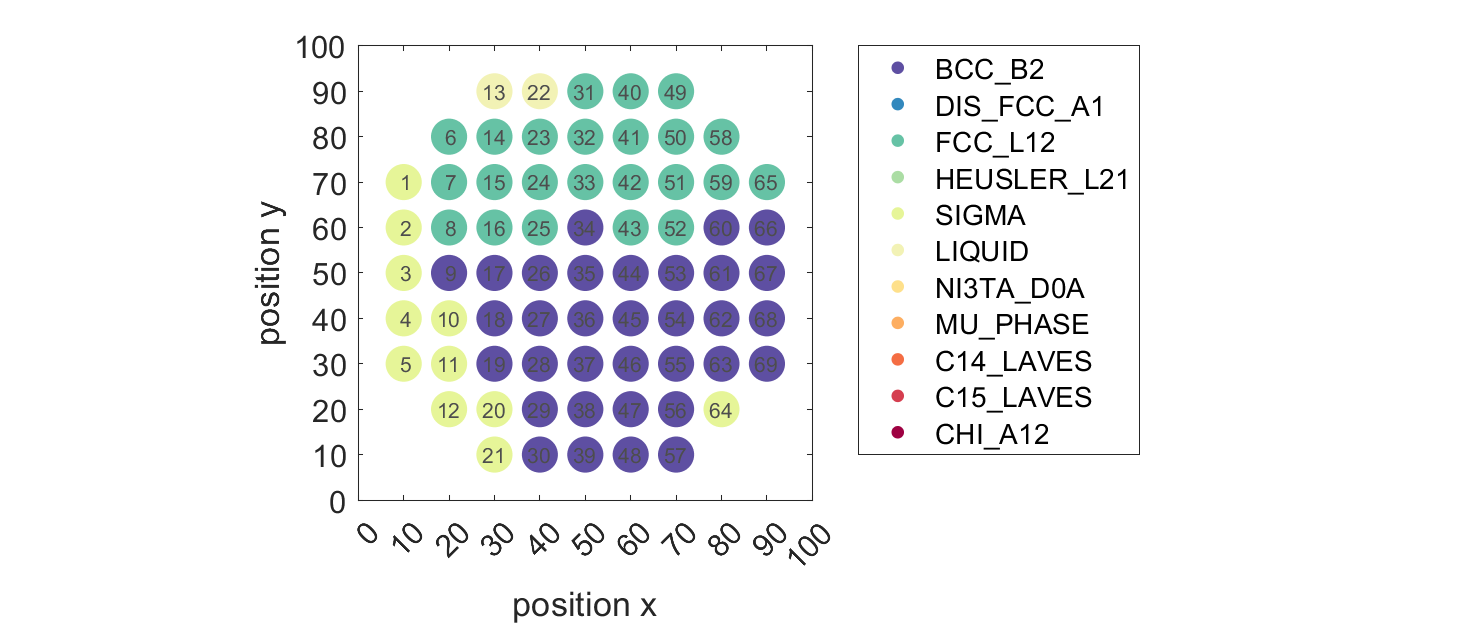 100
90
80
70
60
50
40
30
20
10
0
13 22 31 40 49
6 14 23 32 41 50 58
1 7 15 24 33 42 51 59 65
2 8 16 25 34 43 52 60 66
3 9 17 26 35 44 53 61 67
4 10 18 27 36 45 54 62 68
5 11 19 28 37 46 55 63 69
12 20 29 38 47 56 64
21 30 39 48 57
0 10 20 30 40 50 60 70 80 90 100
position x
position y
BCC_B2
DIS_FCC_A1
FCC_L12
HEUSLER_L21
SIGMA
LIQUID
NI3TA_D0A
MU_PHASE
C14_LAVES
C15_LAVES
CHI_A12